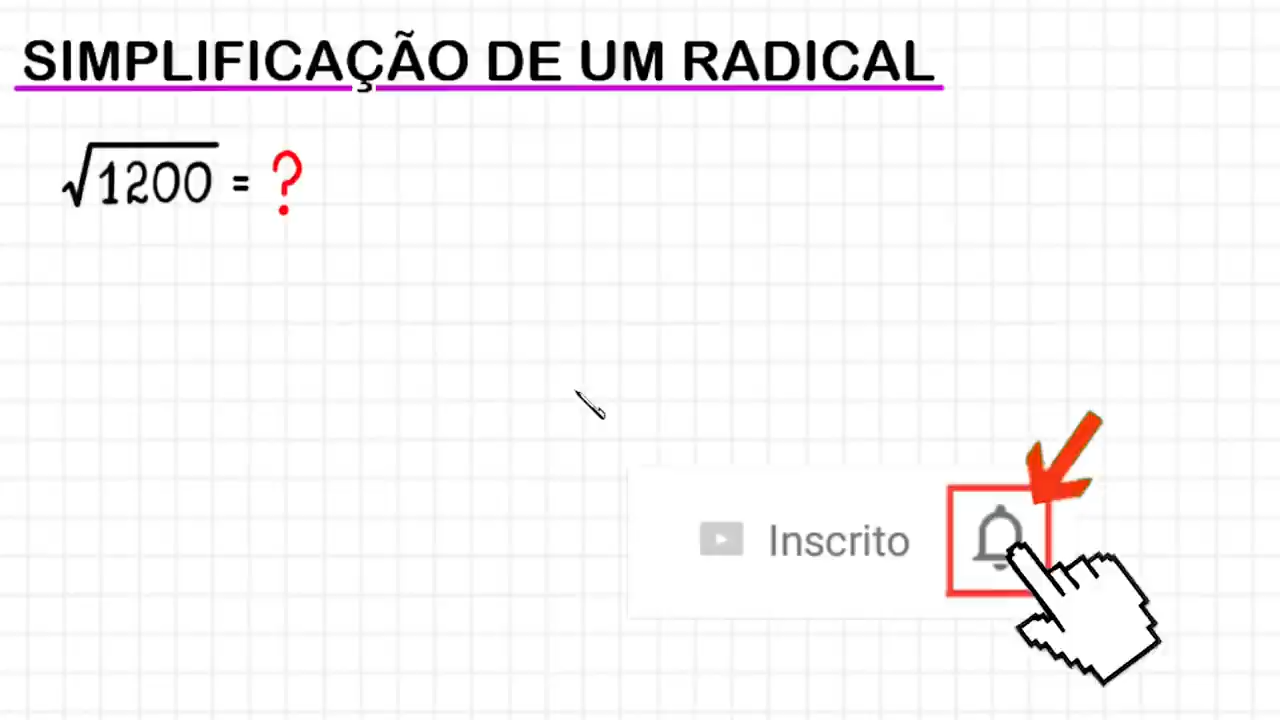 SIMPLIFICAÇÃO DE UM RADICAL
√1200 = ?
Inscrito